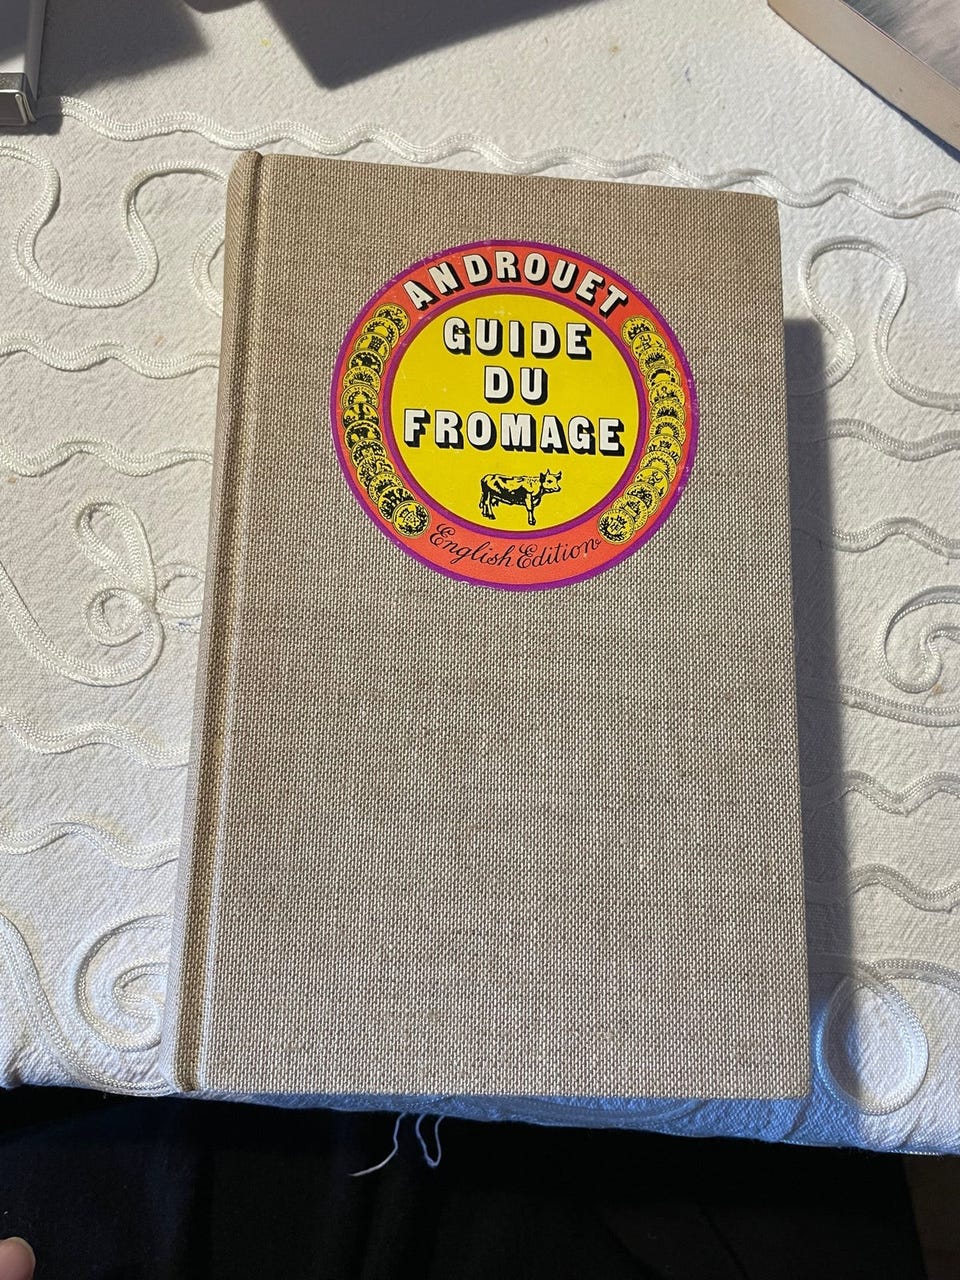 ANDROUET
GUIDE
DU
FROMAGE
English Edition